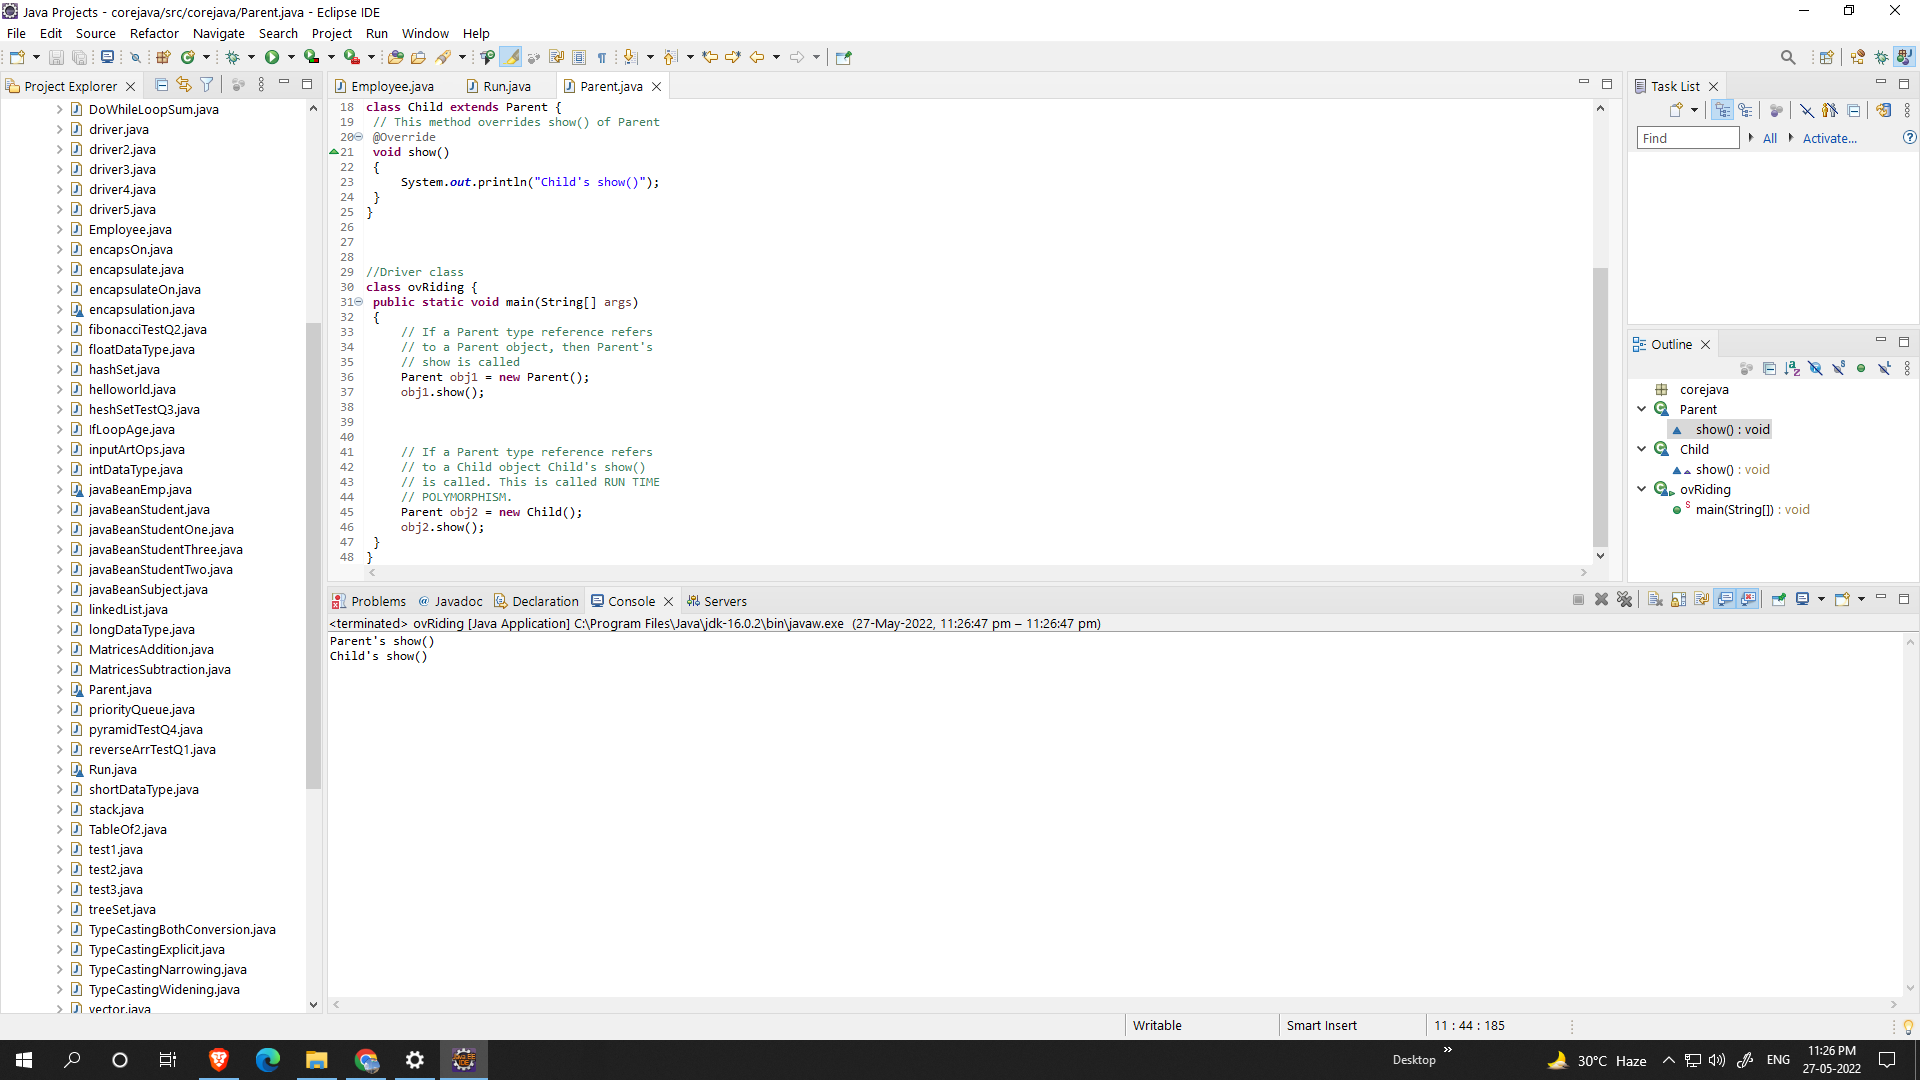 Java Projects - corejava/src/corejava/Parent.java - Eclipse IDE
File Edit Source Refactor Navigate Search Project Run Window Help
Project Explorer
DoWhileLoopSum.java
driver.java
driver2.java
driver3.java
driver4.java
driver5.java
Employee.java
encapsOn.java
encapsulate.java
encapsulateOn.java
encapsulation.java
fibonacciTestQ2.java
floatDataType.java
hashSet.java
helloworld.java
heshSetTestQ3.java
IfLoopAge.java
inputArtOps.java
intDataType.java
javaBeanEmp.java
javaBeanStudent.java
javaBeanStudentOne.java
javaBeanStudentThree.java
javaBeanStudentTwo.java
javaBeanSubject.java
linkedList.java
longDataType.java
MatricesAddition.java
MatricesSubtraction.java
Parent.java
priorityQueue.java
pyramidTestQ4.java
reverseArrTestQ1.java
Run.java
shortDataType.java
stack.java
TableOf2.java
test1.java
test2.java
test3.java
treeSet.java
TypeCastingBothConversion.java
TypeCastingExplicit.java
TypeCastingNarrowing.java
TypeCastingWidening.java
vector.java
Employee.java Run.java Parent.java
18 class Child extends Parent {
19 // This method overrides show() of Parent
20 @Override
21 void show()
22 {
23 System.out.println("Child's show()");
24 }
25 }
26
27
28
29 //Driver class
30 class ovRiding {
31 public static void main(String[] args)
32 {
33 // If a Parent type reference refers
34 // to a Parent object, then Parent's
35 // show is called
36 Parent obj1 = new Parent();
37 obj1.show();
38
39
40
41 // If a Parent type reference refers
42 // to a Child object Child's show()
43 // is called. This is called RUN TIME
44 // POLYMORPHISM.
45 Parent obj2 = new Child();
46 obj2.show();
47 }
48 }
Problems Javadoc Declaration Console Servers
<terminated> ovRiding [Java Application] C:\Program Files\Java\jdk-16.0.2\bin\javaw.exe (27-May-2022, 11:26:47 pm – 11:26:47 pm)
Parent's show()
Child's show()
Task List
Find All Activate...
Outline
corejava
Parent
show() : void
Child
show() : void
ovRiding
main(String[]) : void
Writable Smart Insert 11 : 44 : 185
Desktop 30°C Haze ENG 11:26 PM
27-05-2022